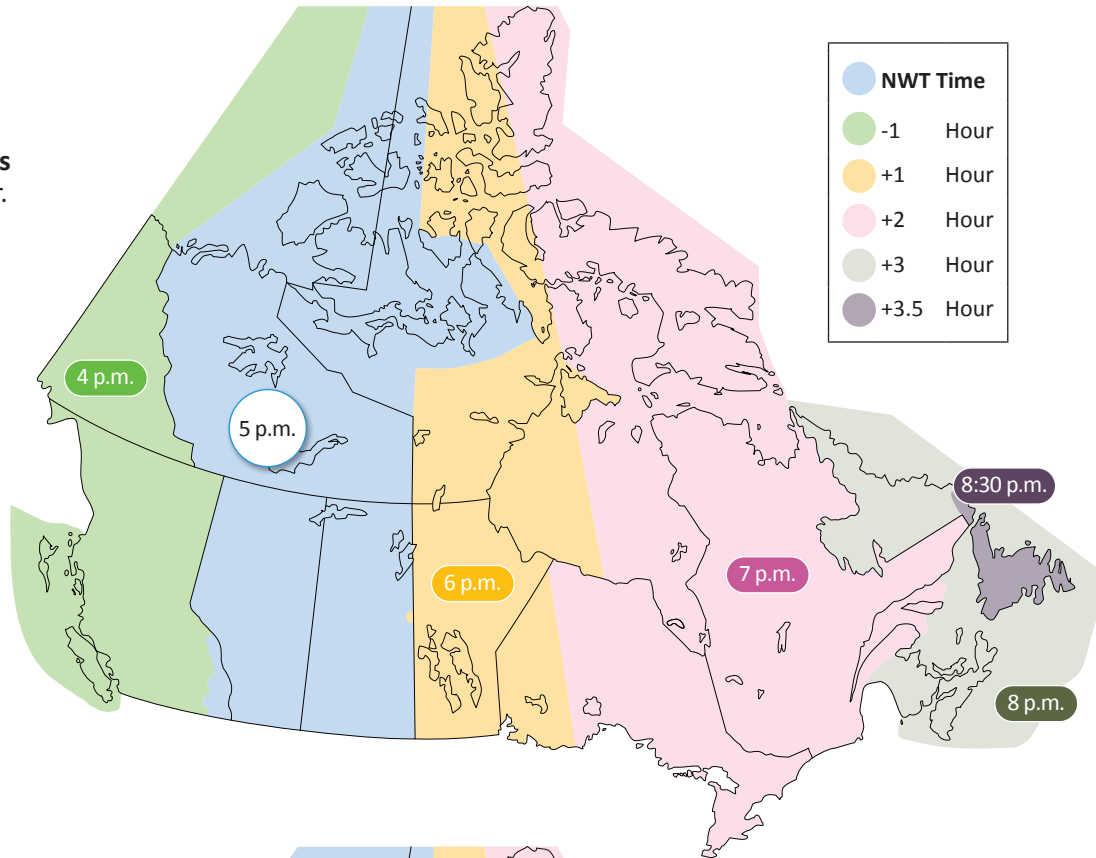 s
r.
NWT Time
-1 Hour
+1 Hour
+2 Hour
+3 Hour
+3.5 Hour
4 p.m.
5 p.m.
8:30 p.m.
6 p.m.
7 p.m.
8 p.m.